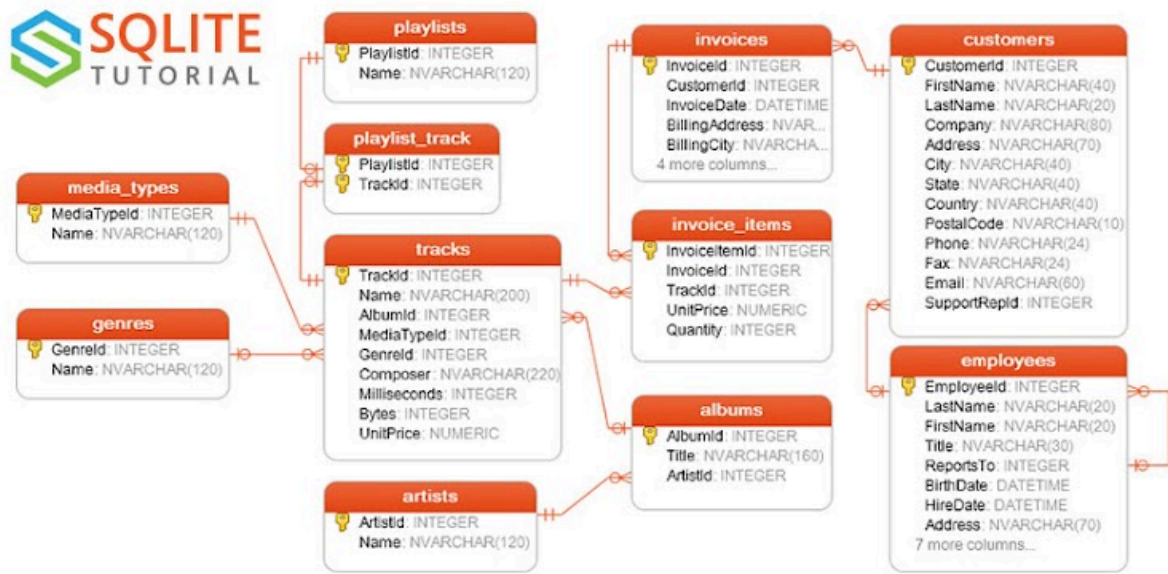 SQLITE
TUTORIAL
playlists
PlaylistId: INTEGER
Name: NVARCHAR(120)
playlist_track
PlaylistId: INTEGER
TrackId: INTEGER
media_types
MediaTypeId: INTEGER
Name: NVARCHAR(120)
genres
GenreId: INTEGER
Name: NVARCHAR(120)
tracks
TrackId: INTEGER
Name: NVARCHAR(200)
AlbumId: INTEGER
MediaTypeId: INTEGER
GenreId: INTEGER
Composer: NVARCHAR(220)
Milliseconds: INTEGER
Bytes: INTEGER
UnitPrice: NUMERIC
artists
ArtistId: INTEGER
Name: NVARCHAR(120)
invoices
InvoiceId: INTEGER
CustomerId: INTEGER
InvoiceDate: DATETIME
BillingAddress: NVAR...
BillingCity: NVARCHA...
4 more columns...
invoice_items
InvoiceItemId: INTEGER
InvoiceId: INTEGER
TrackId: INTEGER
UnitPrice: NUMERIC
Quantity: INTEGER
albums
AlbumId: INTEGER
Title: NVARCHAR(160)
ArtistId: INTEGER
customers
CustomerId: INTEGER
FirstName: NVARCHAR(40)
LastName: NVARCHAR(20)
Company: NVARCHAR(80)
Address: NVARCHAR(70)
City: NVARCHAR(40)
State: NVARCHAR(40)
Country: NVARCHAR(40)
PostalCode: NVARCHAR(10)
Phone: NVARCHAR(24)
Fax: NVARCHAR(24)
Email: NVARCHAR(60)
SupportRepId: INTEGER
employees
EmployeeId: INTEGER
LastName: NVARCHAR(20)
FirstName: NVARCHAR(20)
Title: NVARCHAR(30)
ReportsTo: INTEGER
BirthDate: DATETIME
HireDate: DATETIME
Address: NVARCHAR(70)
7 more columns...